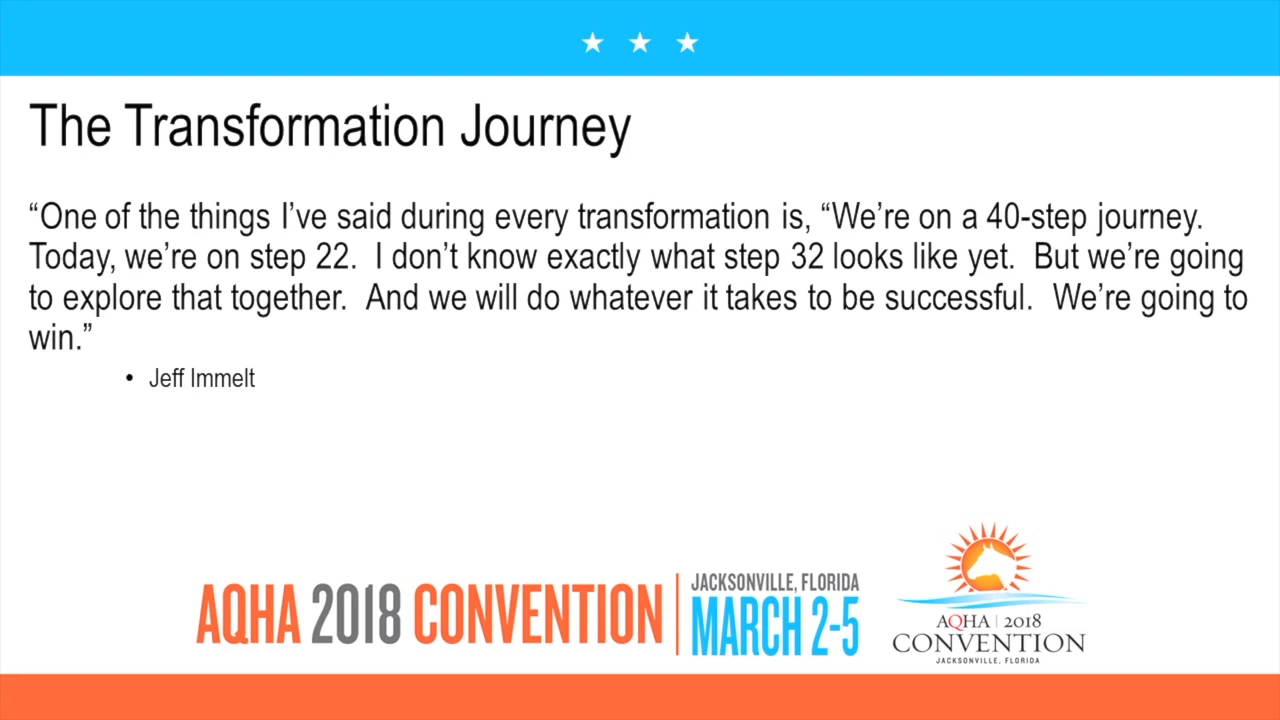 The Transformation Journey
“One of the things I’ve said during every transformation is, “We’re on a 40-step journey.
Today, we’re on step 22.  I don’t know exactly what step 32 looks like yet.  But we’re going
to explore that together.  And we will do whatever it takes to be successful.  We’re going to
win.”
• Jeff Immelt
AQHA 2018 CONVENTION
JACKSONVILLE, FLORIDA
MARCH 2-5
AQHA | 2018
CONVENTION
JACKSONVILLE, FLORIDA